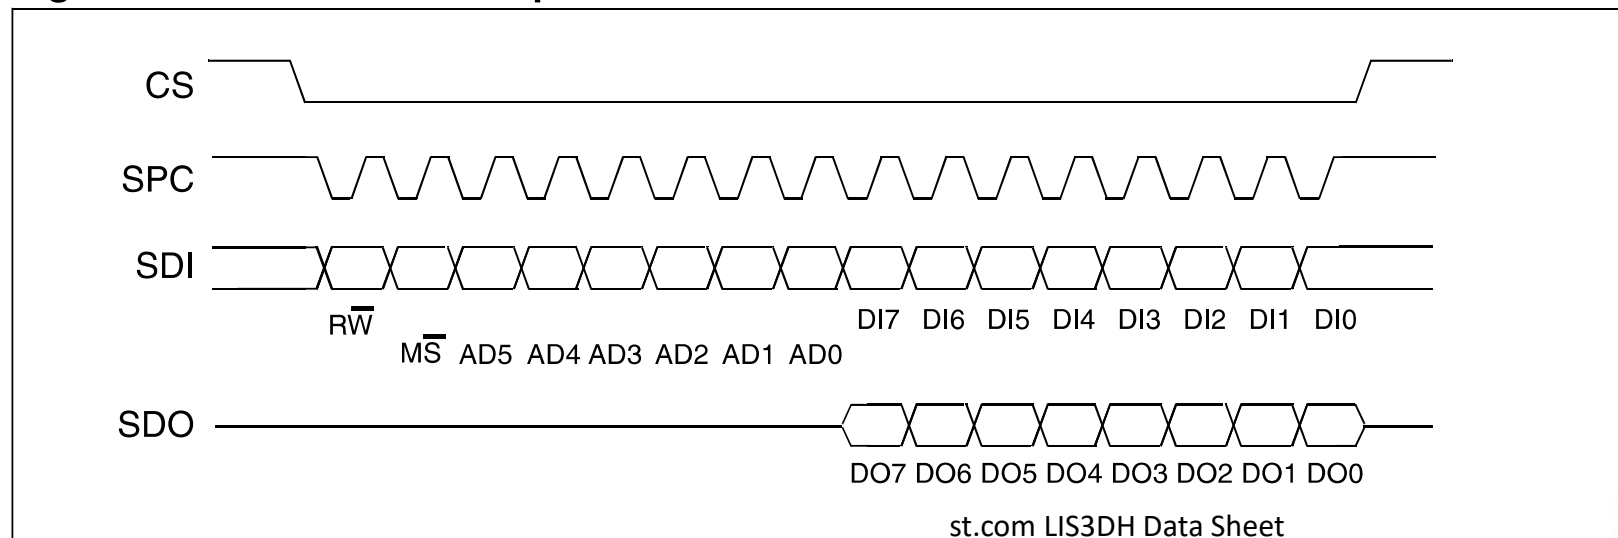 CS
SPC
SDI
RW̅ DI7 DI6 DI5 DI4 DI3 DI2 DI1 DI0
MS̅ AD5 AD4 AD3 AD2 AD1 AD0
SDO
DO7 DO6 DO5 DO4 DO3 DO2 DO1 DO0
st.com LIS3DH Data Sheet